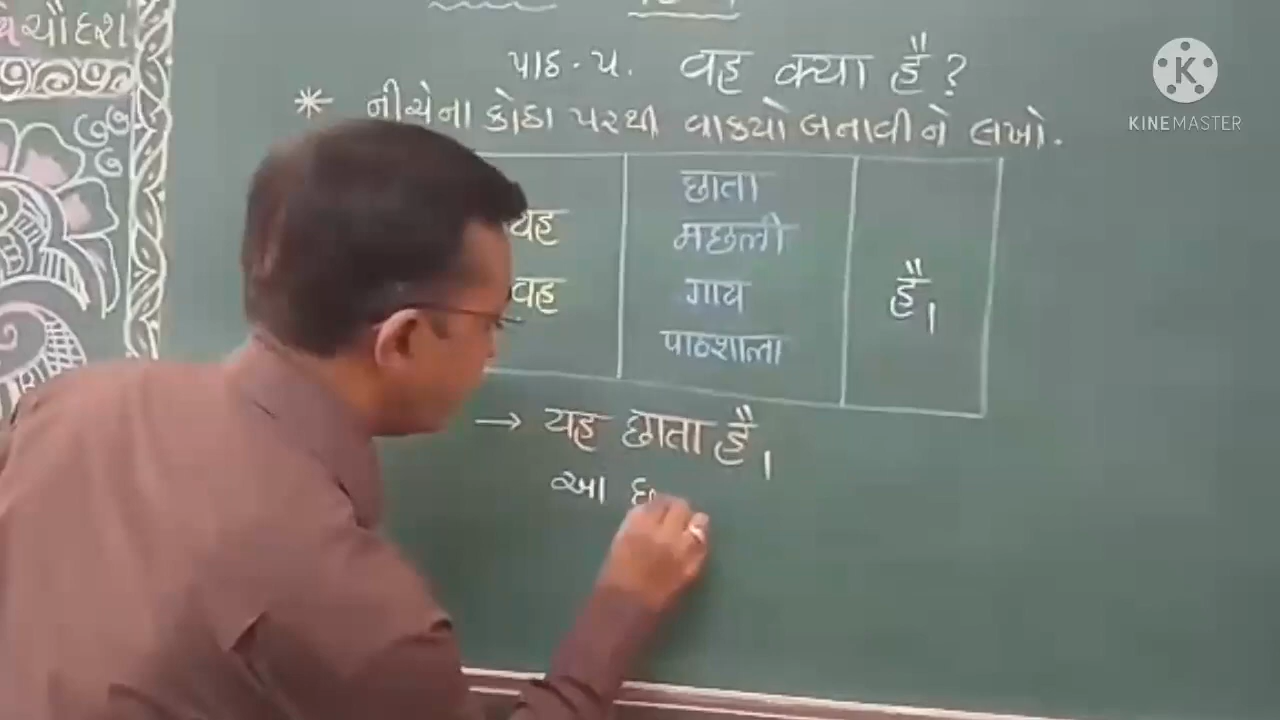 ચૌદશ
પાઠ - ૫. वह क्या है ?
* નીચેના કોઠા પરથી વાક્યો બનાવીને લખો.
छाता
यह मछली
वह गाय है।
पाठशाला
→ यह छाता है।
આ છ
KINEMASTER